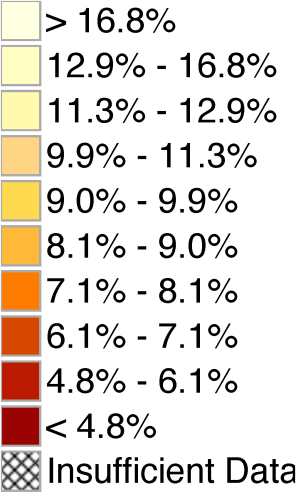 > 16.8%
12.9% - 16.8%
11.3% - 12.9%
9.9% - 11.3%
9.0% - 9.9%
8.1% - 9.0%
7.1% - 8.1%
6.1% - 7.1%
4.8% - 6.1%
< 4.8%
Insufficient Data